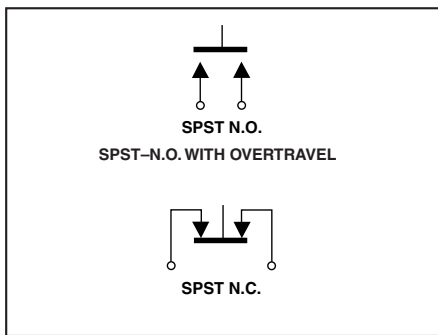 SPST N.O.
SPST–N.O. WITH OVERTRAVEL
SPST N.C.